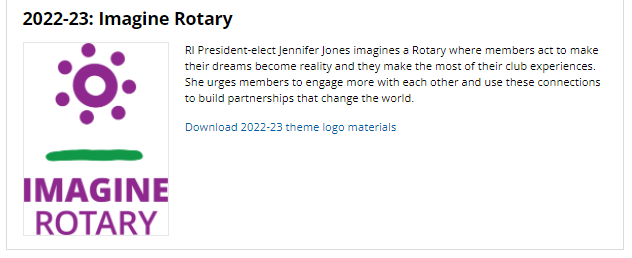 2022-23: Imagine Rotary
IMAGINE
ROTARY
RI President-elect Jennifer Jones imagines a Rotary where members act to make
their dreams become reality and they make the most of their club experiences.
She urges members to engage more with each other and use these connections
to build partnerships that change the world.
Download 2022-23 theme logo materials